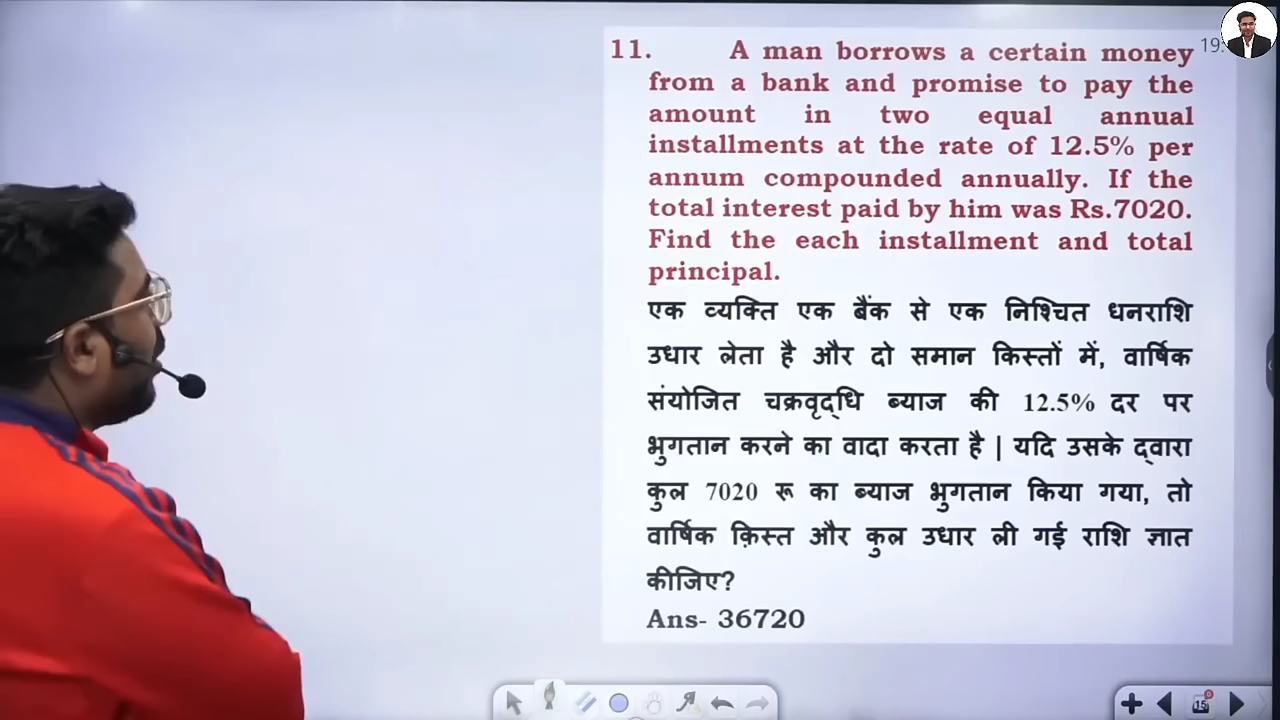 11. A man borrows a certain money
from a bank and promise to pay the
amount in two equal annual
installments at the rate of 12.5% per
annum compounded annually. If the
total interest paid by him was Rs.7020.
Find the each installment and total
principal.
एक व्यक्ति एक बैंक से एक निश्चित धनराशि
उधार लेता है और दो समान किस्तों में, वार्षिक
संयोजित चक्रवृद्धि ब्याज की 12.5% दर पर
भुगतान करने का वादा करता है | यदि उसके द्वारा
कुल 7020 रू का ब्याज भुगतान किया गया, तो
वार्षिक क़िस्त और कुल उधार ली गई राशि ज्ञात
कीजिए?
Ans- 36720
15